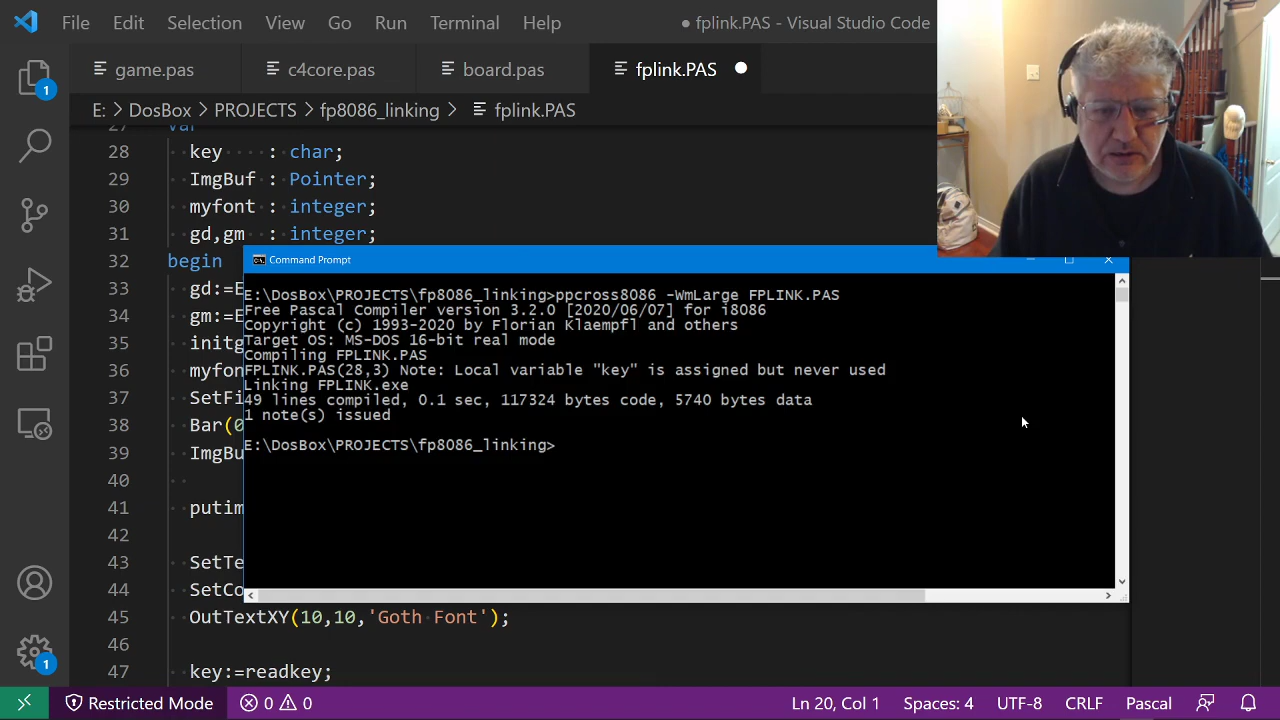 File Edit Selection View Go Run Terminal Help ● fplink.PAS - Visual Studio Code
game.pas c4core.pas board.pas fplink.PAS
E: > DosBox > PROJECTS > fp8086_linking > fplink.PAS
27 var
28 key : char;
29 ImgBuf : Pointer;
30 myfont : integer;
31 gd,gm : integer;
32 begin
33 gd:=E
34 gm:=E
35 initg
36 myfon
37 SetFi
38 Bar(0
39 ImgBu
40
41 putim
42
43 SetTe
44 SetCo
45 OutTextXY(10,10,'Goth Font');
46
47 key:=readkey;
Command Prompt
E:\DosBox\PROJECTS\fp8086_linking>ppcross8086 -WmLarge FPLINK.PAS
Free Pascal Compiler version 3.2.0 [2020/06/07] for i8086
Copyright (c) 1993-2020 by Florian Klaempfl and others
Target OS: MS-DOS 16-bit real mode
Compiling FPLINK.PAS
FPLINK.PAS(28,3) Note: Local variable "key" is assigned but never used
Linking FPLINK.exe
49 lines compiled, 0.1 sec, 117324 bytes code, 5740 bytes data
1 note(s) issued
E:\DosBox\PROJECTS\fp8086_linking>
1
1
Restricted Mode 0 0 Ln 20, Col 1 Spaces: 4 UTF-8 CRLF Pascal